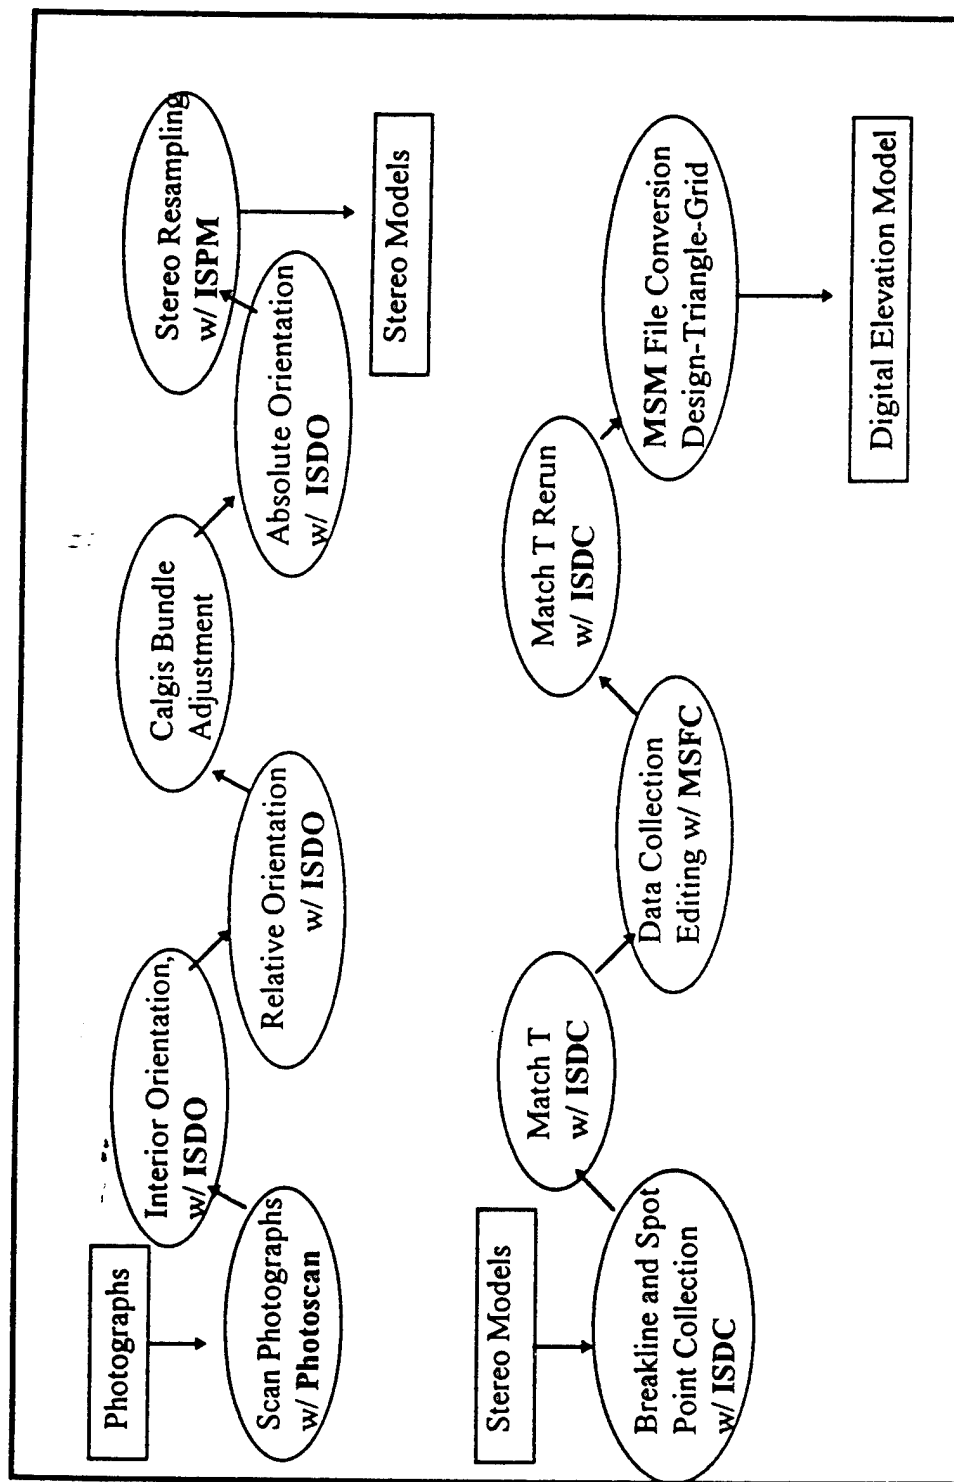 Photographs
Scan Photographs
w/ Photoscan
Interior Orientation,
w/ ISDO
Relative Orientation
w/ ISDO
Calgis Bundle
Adjustment
Absolute Orientation
w/ ISDO
Stereo Resampling
w/ ISPM
Stereo Models
Stereo Models
Breakline and Spot
Point Collection
w/ ISDC
Match T
w/ ISDC
Data Collection
Editing w/ MSFC
Match T Rerun
w/ ISDC
MSM File Conversion
Design-Triangle-Grid
Digital Elevation Model